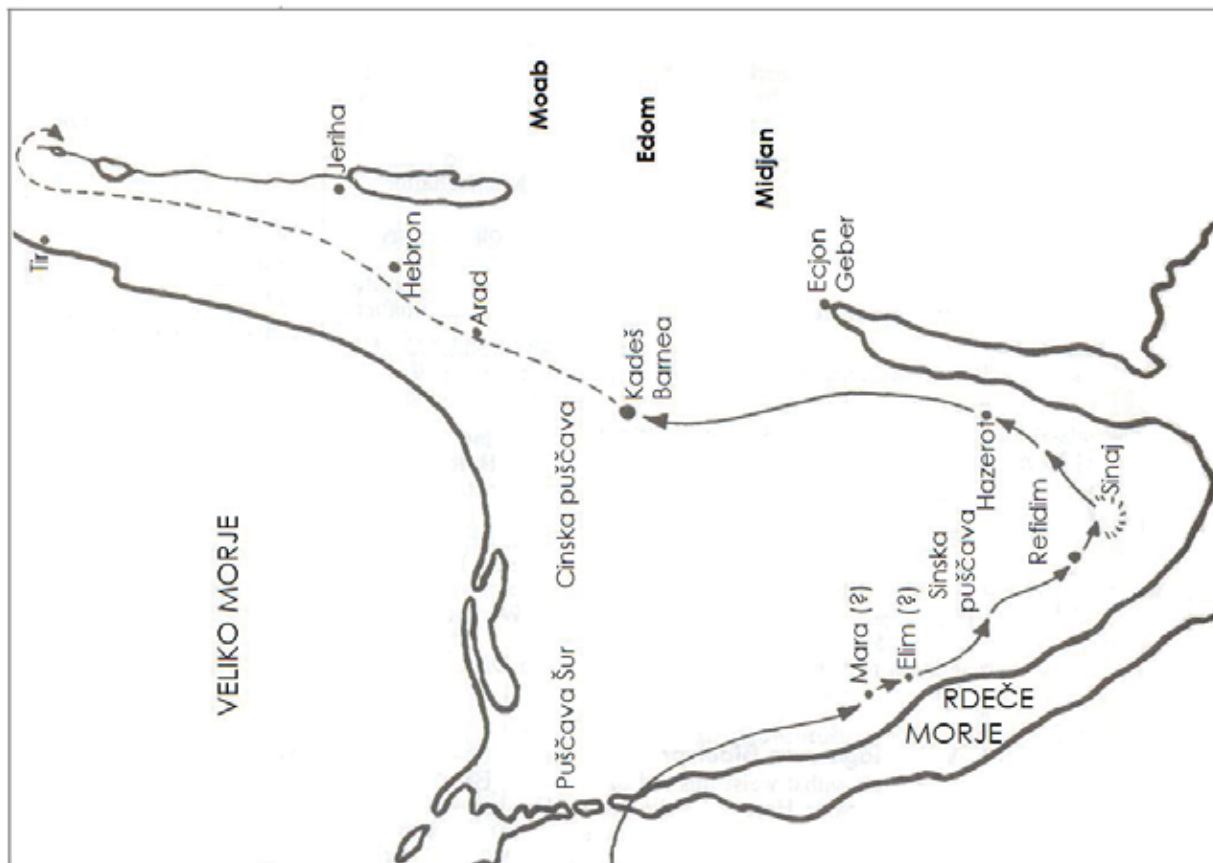 Tir
VELIKO MORJE
Jeriha
Hebron
Arad
Moab
Edom
Midjan
Kadeš
Barnea
Ecjon
Geber
Puščava Šur
Cinska puščava
Mara (?)
Elim (?)
Sinska
puščava
Refidim
Sinaj
Hazerot
RDEČE
MORJE